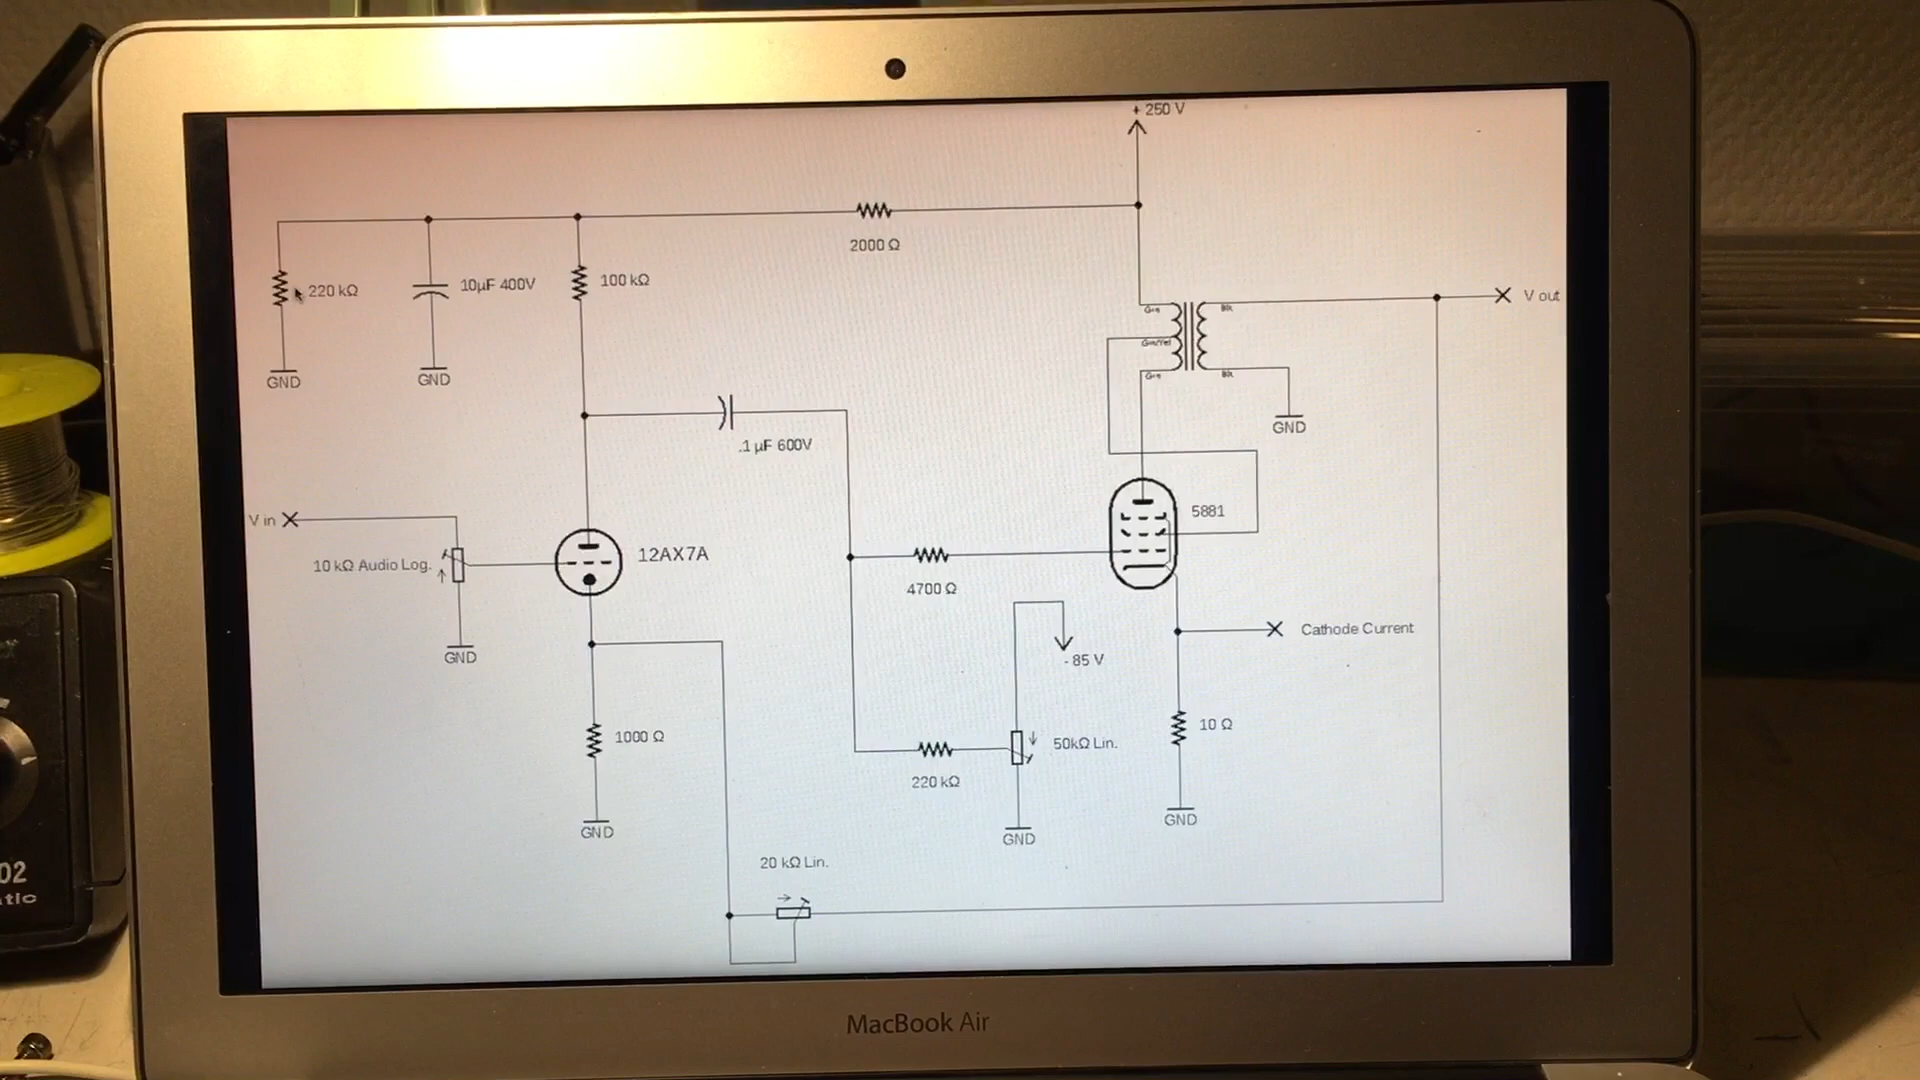 + 250 V
2000 Ω
220 kΩ
10µF 400V
100 kΩ
V out
GND
GND
GND
.1 µF 600V
V in
10 kΩ Audio Log.
12AX7A
5881
4700 Ω
GND
- 85 V
Cathode Current
1000 Ω
220 kΩ
50kΩ Lin.
10 Ω
GND
GND
GND
20 kΩ Lin.
02
MacBook Air